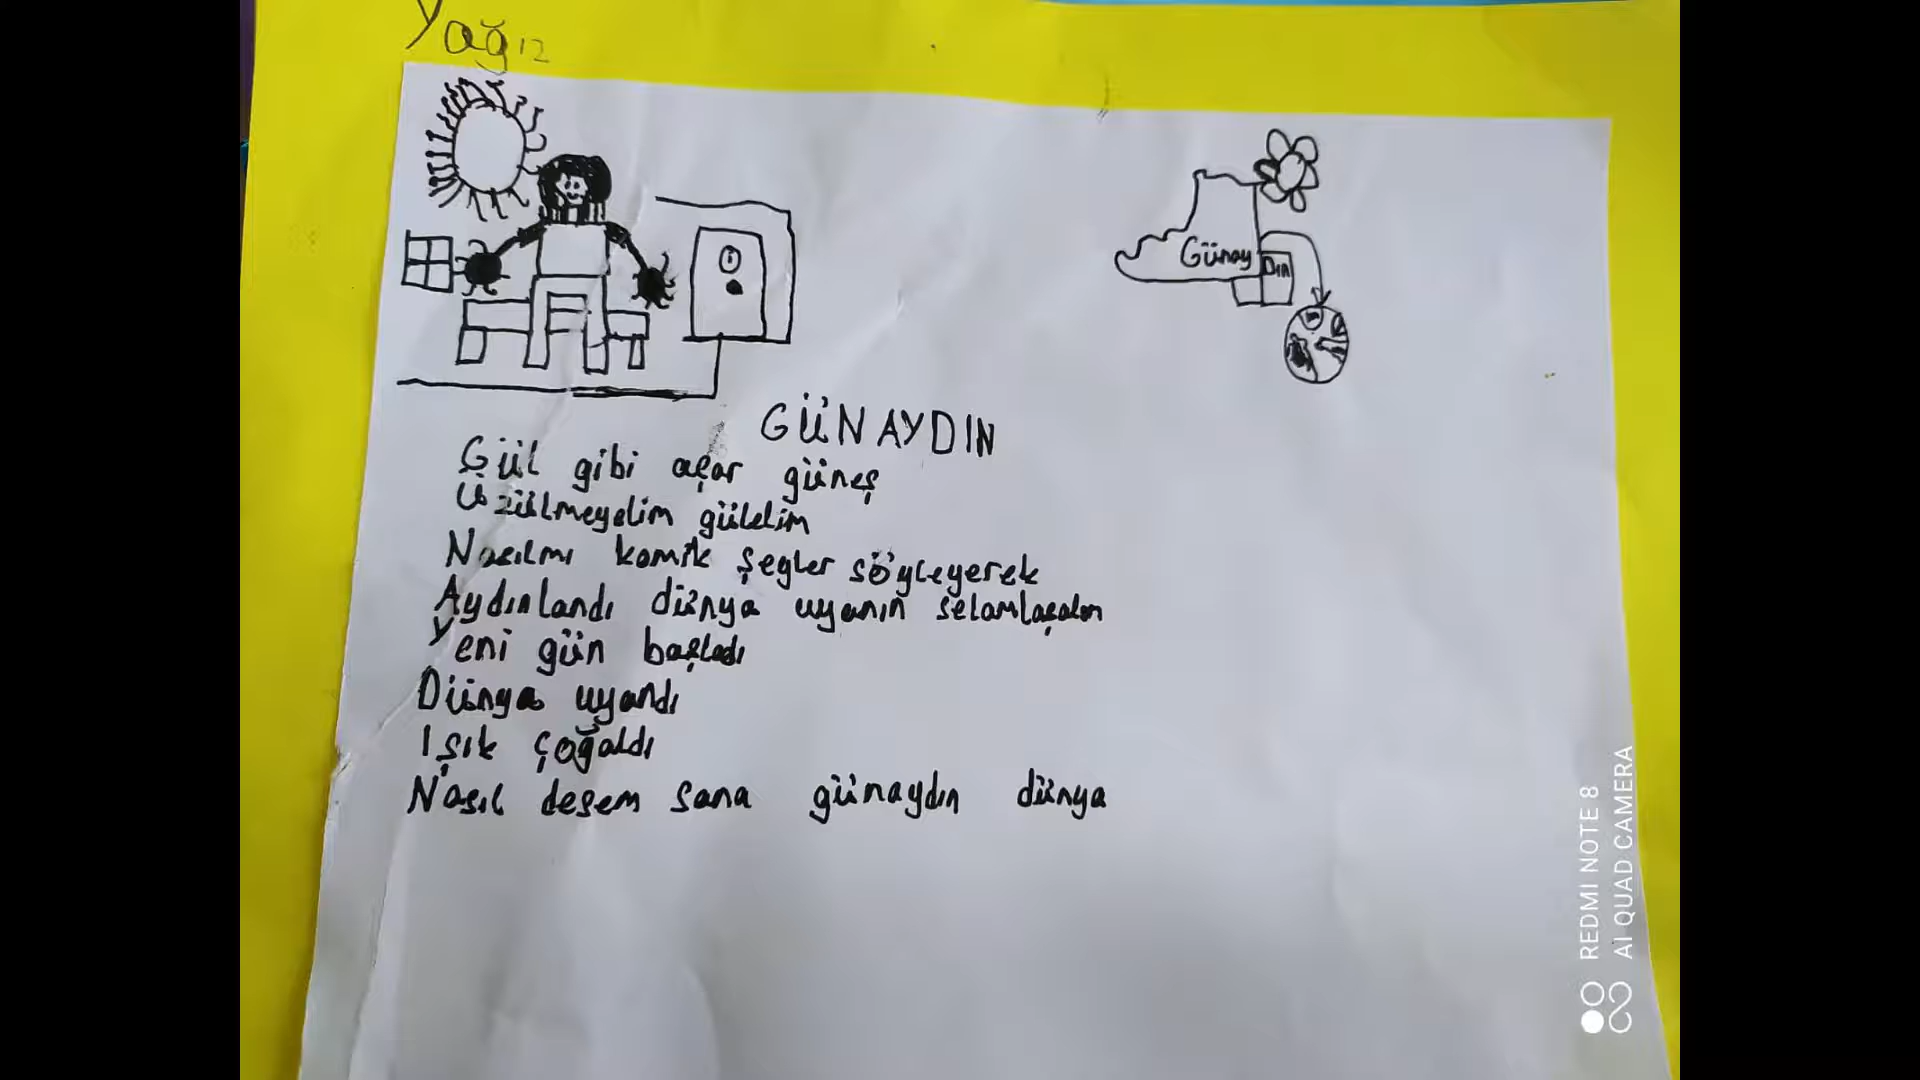 Yağız
Günay
Dın
GÜNAYDIN
Gül gibi açar güneş
Üzülmeyelim gülelim
Nasılmı komik şeyler söyleyerek
Aydınlandı dünya uyanın selamlaşalım
Yeni gün başladı
Dünya uyandı
Işık çoğaldı
Nasıl desem sana günaydın dünya
REDMI NOTE 8
AI QUAD CAMERA